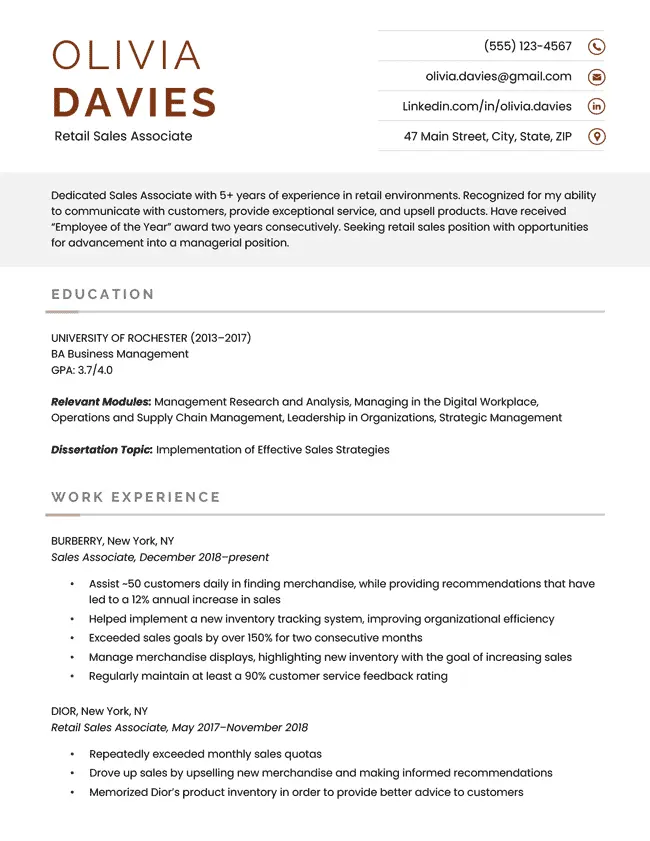 OLIVIA
DAVIES
Retail Sales Associate
(555) 123-4567
olivia.davies@gmail.com
Linkedin.com/in/olivia.davies
47 Main Street, City, State, ZIP
Dedicated Sales Associate with 5+ years of experience in retail environments. Recognized for my ability
to communicate with customers, provide exceptional service, and upsell products. Have received
“Employee of the Year” award two years consecutively. Seeking retail sales position with opportunities
for advancement into a managerial position.
EDUCATION
UNIVERSITY OF ROCHESTER (2013–2017)
BA Business Management
GPA: 3.7/4.0
Relevant Modules: Management Research and Analysis, Managing in the Digital Workplace,
Operations and Supply Chain Management, Leadership in Organizations, Strategic Management
Dissertation Topic: Implementation of Effective Sales Strategies
WORK EXPERIENCE
BURBERRY, New York, NY
Sales Associate, December 2018–present
• Assist ~50 customers daily in finding merchandise, while providing recommendations that have
led to a 12% annual increase in sales
• Helped implement a new inventory tracking system, improving organizational efficiency
• Exceeded sales goals by over 150% for two consecutive months
• Manage merchandise displays, highlighting new inventory with the goal of increasing sales
• Regularly maintain at least a 90% customer service feedback rating
DIOR, New York, NY
Retail Sales Associate, May 2017–November 2018
• Repeatedly exceeded monthly sales quotas
• Drove up sales by upselling new merchandise and making informed recommendations
• Memorized Dior’s product inventory in order to provide better advice to customers